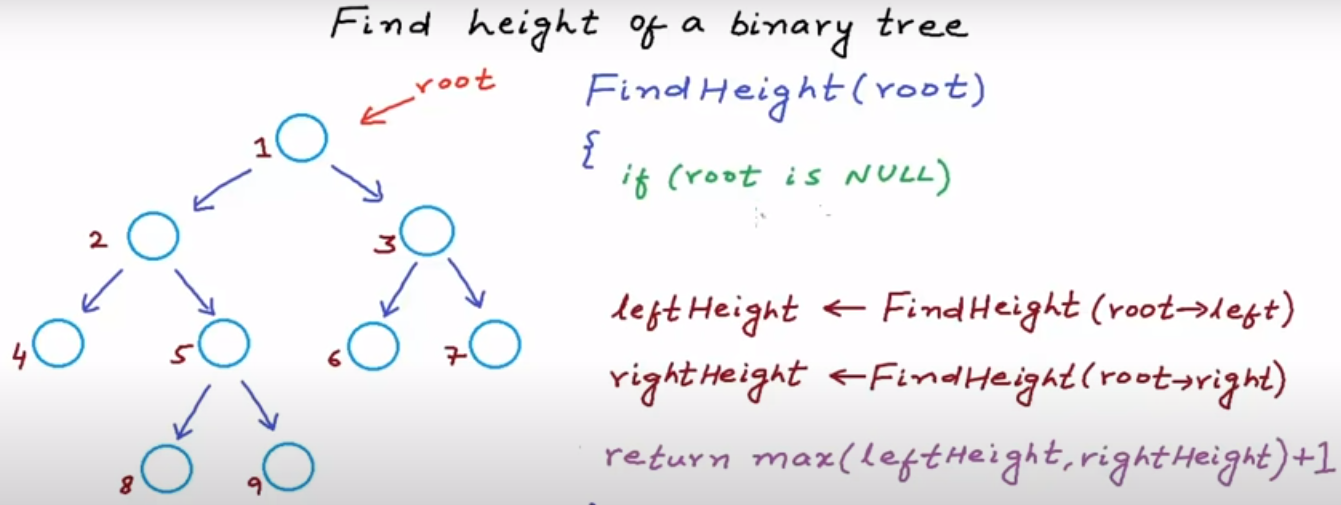 Find height of a binary tree
root
1
2
3
4
5
6
7
8
9
FindHeight(root)
{
if (root is NULL)
leftHeight ← FindHeight(root→left)
rightHeight ← FindHeight(root→right)
return max(leftHeight,rightHeight)+1